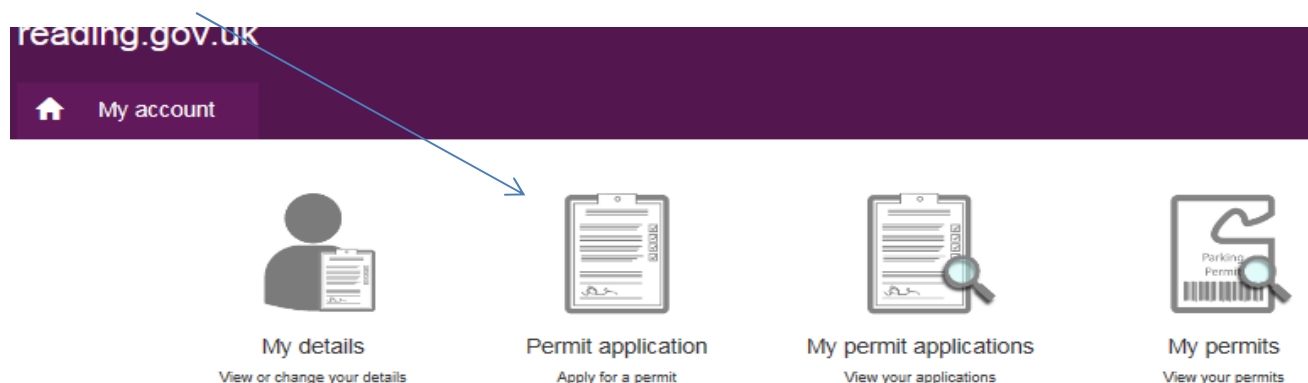 reading.gov.uk
My account
Parking
Permit
My details
Permit application
My permit applications
My permits
View or change your details
Apply for a permit
View your applications
View your permits